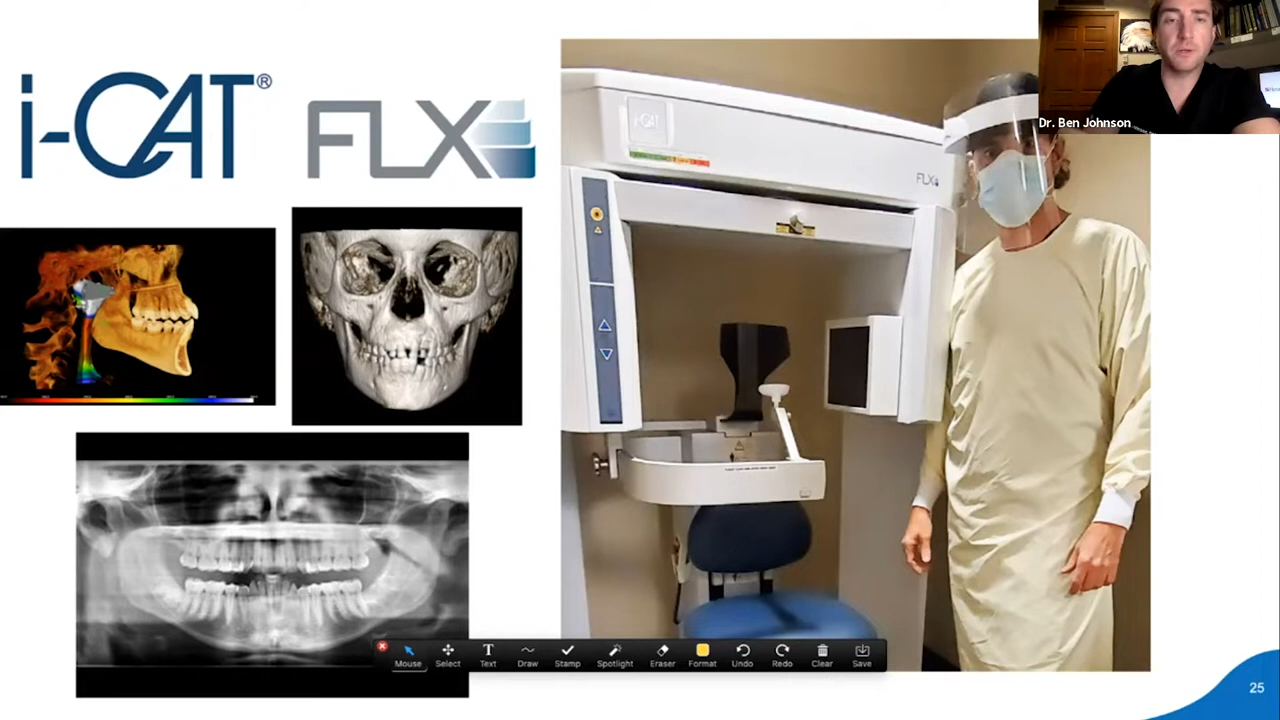 i-CAT®
FLX
i-CAT
FLX
Dr. Ben Johnson
Mouse
Select
Text
Draw
Stamp
Spotlight
Eraser
Format
Undo
Redo
Clear
Save
25